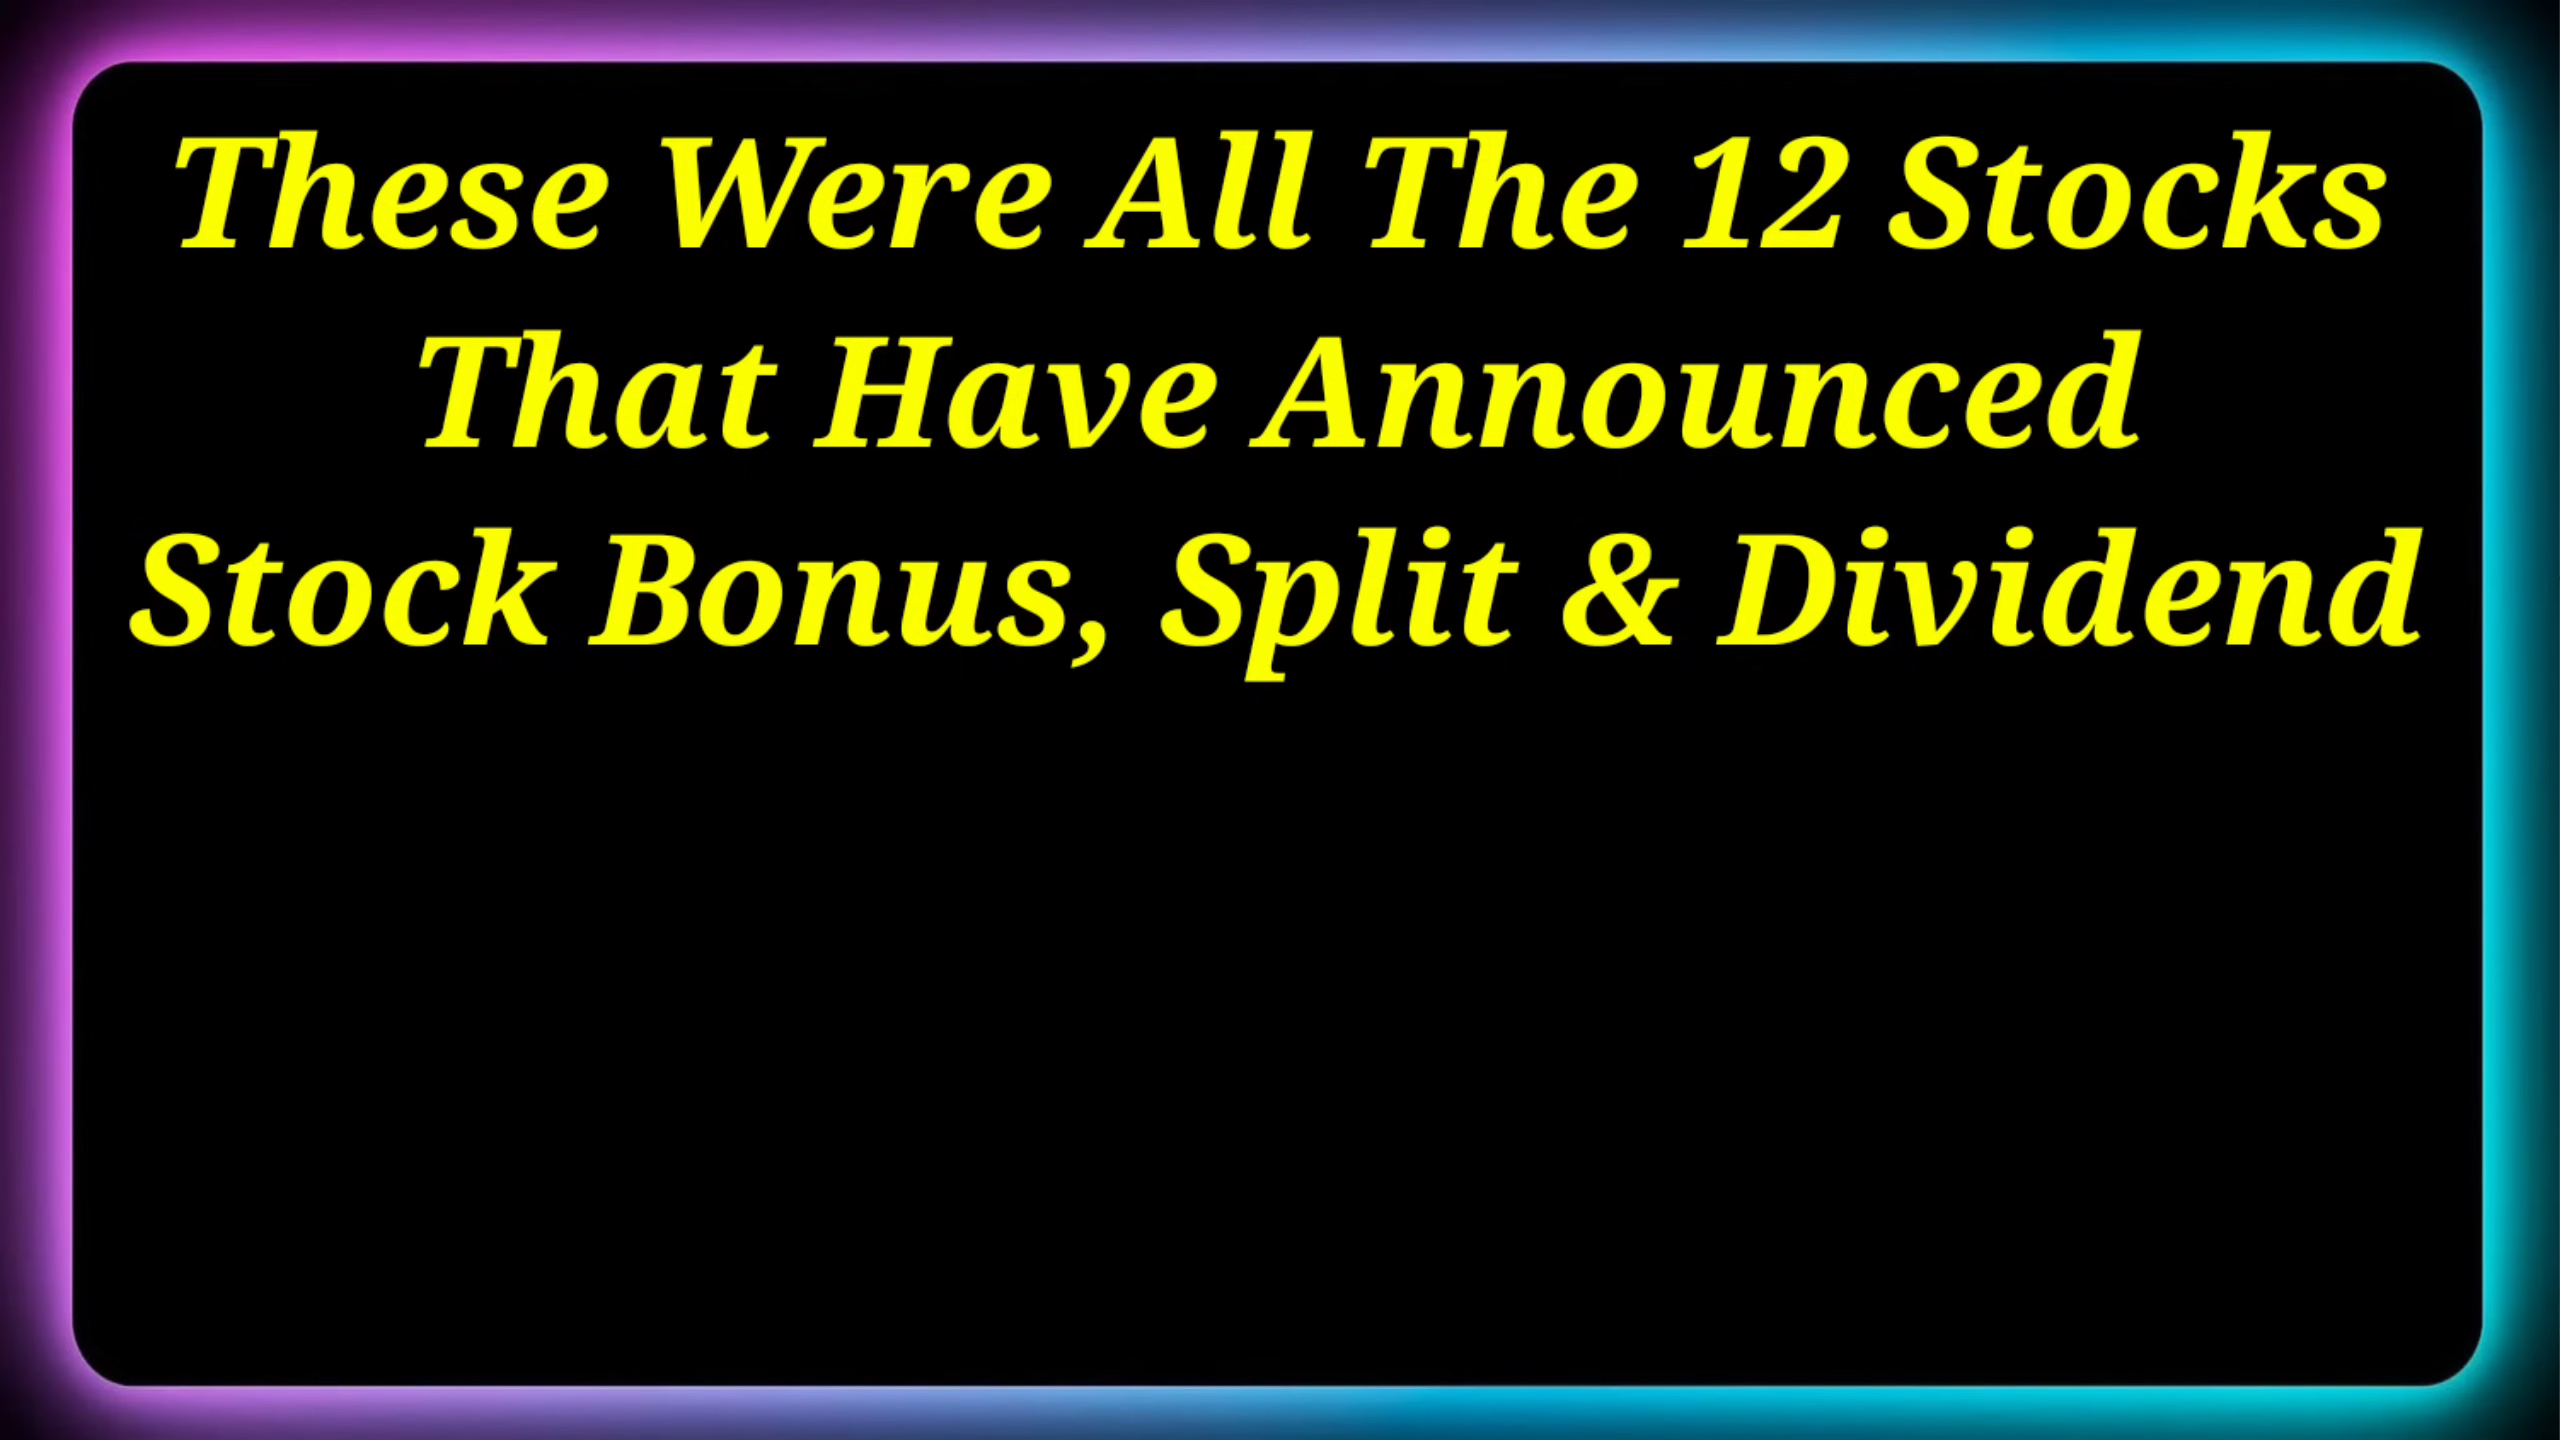 These Were All The 12 Stocks
That Have Announced
Stock Bonus, Split & Dividend